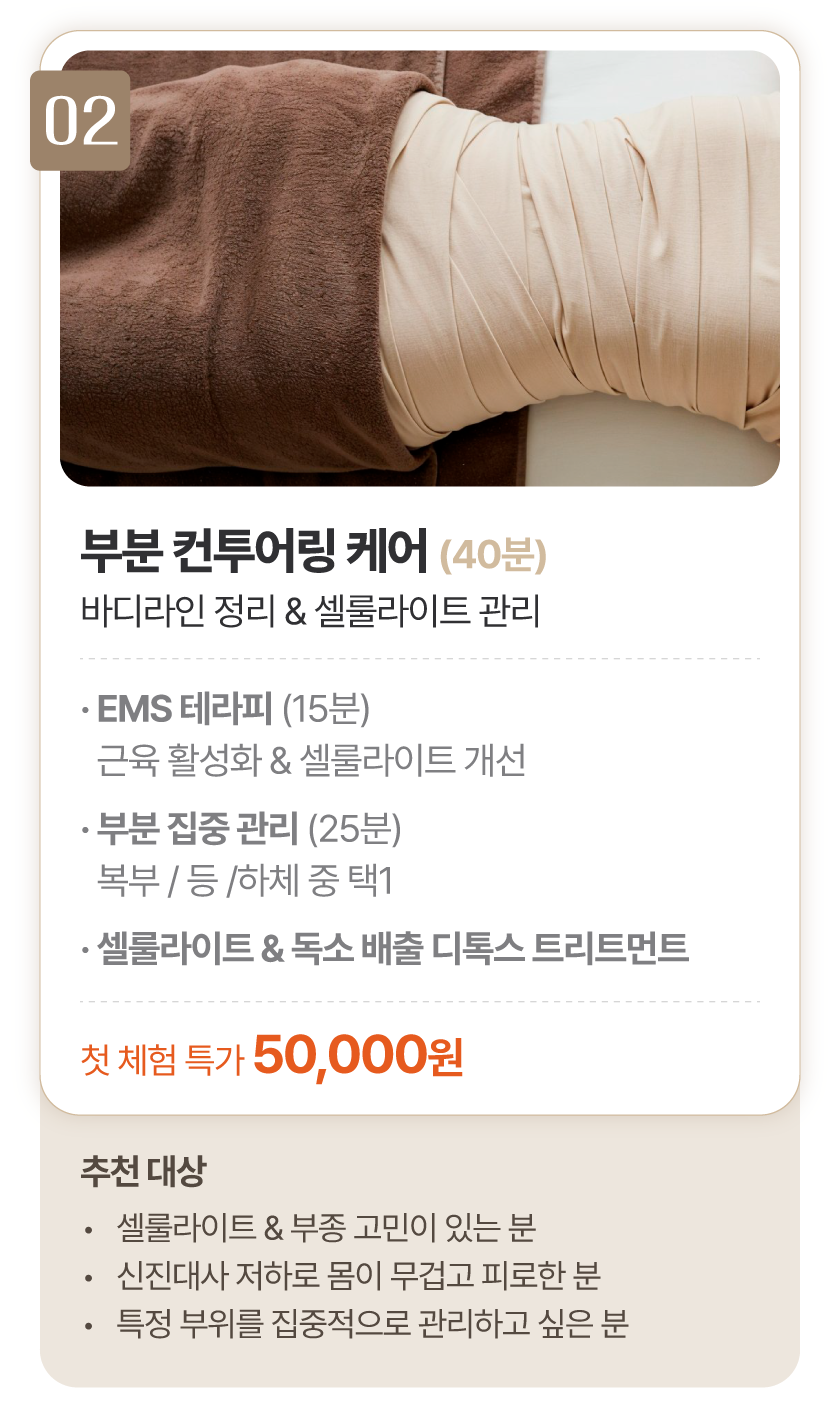 02
부분 컨투어링 케어 (40분)
바디라인 정리 & 셀룰라이트 관리
· EMS 테라피 (15분)
근육 활성화 & 셀룰라이트 개선
· 부분 집중 관리 (25분)
복부 / 등 /하체 중 택1
· 셀룰라이트 & 독소 배출 디톡스 트리트먼트
첫 체험 특가 50,000원
추천 대상
• 셀룰라이트 & 부종 고민이 있는 분
• 신진대사 저하로 몸이 무겁고 피로한 분
• 특정 부위를 집중적으로 관리하고 싶은 분